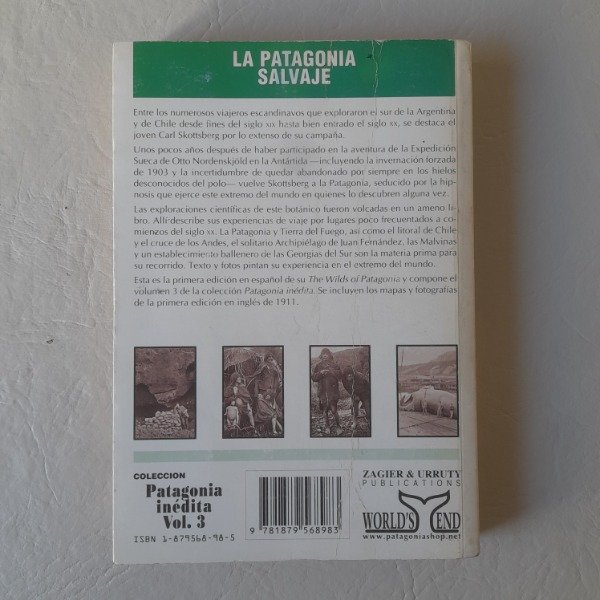 LA PATAGONIA
SALVAJE
Entre los numerosos viajeros escandinavos que exploraron el sur de la Argentina
y de Chile desde fines del siglo XIX hasta bien entrado el siglo XX, se destaca el
joven Carl Skottsberg por lo extenso de su campaña.
Unos pocos años después de haber participado en la aventura de la Expedición
Sueca de Otto Nordenskjöld en la Antártida —incluyendo la invernación forzada
de 1903 y la incertidumbre de quedar abandonado por siempre en los hielos
desconocidos del polo— vuelve Skottsberg a la Patagonia, seducido por la hip-
nosis que ejerce este extremo del mundo en quienes lo descubren alguna vez.
Las exploraciones científicas de este botánico fueron volcadas en un ameno li-
bro. Allí describe sus experiencias de viaje por lugares poco frecuentados a co-
mienzos del siglo XX. La Patagonia y Tierra del Fuego, así como el litoral de Chile
y el cruce de los Andes, el solitario Archipiélago de Juan Fernández, las Malvinas
y un establecimiento ballenero de las Georgias del Sur son la materia prima para
su recorrido. Texto y fotos pintan su experiencia en el extremo del mundo.
Esta es la primera edición en español de su The Wilds of Patagonia y compone el
volumen 3 de la colección Patagonia inédita. Se incluyen los mapas y fotografías
de la primera edición en inglés de 1911.
COLECCION
Patagonia
inédita
Vol. 3
ISBN 1-879568-98-5
9 781879 568983
ZAGIER & URRUTY
PUBLICATIONS
WORLD'S END
www.patagoniashop.net